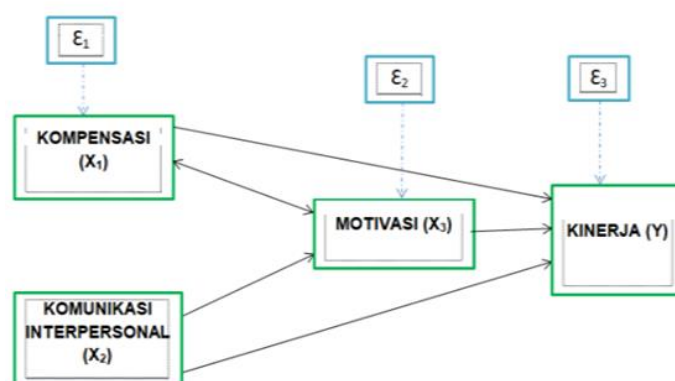 ε₁
ε₂
ε₃
KOMPENSASI
(X₁)
MOTIVASI (X₃)
KINERJA (Y)
KOMUNIKASI
INTERPERSONAL
(X₂)